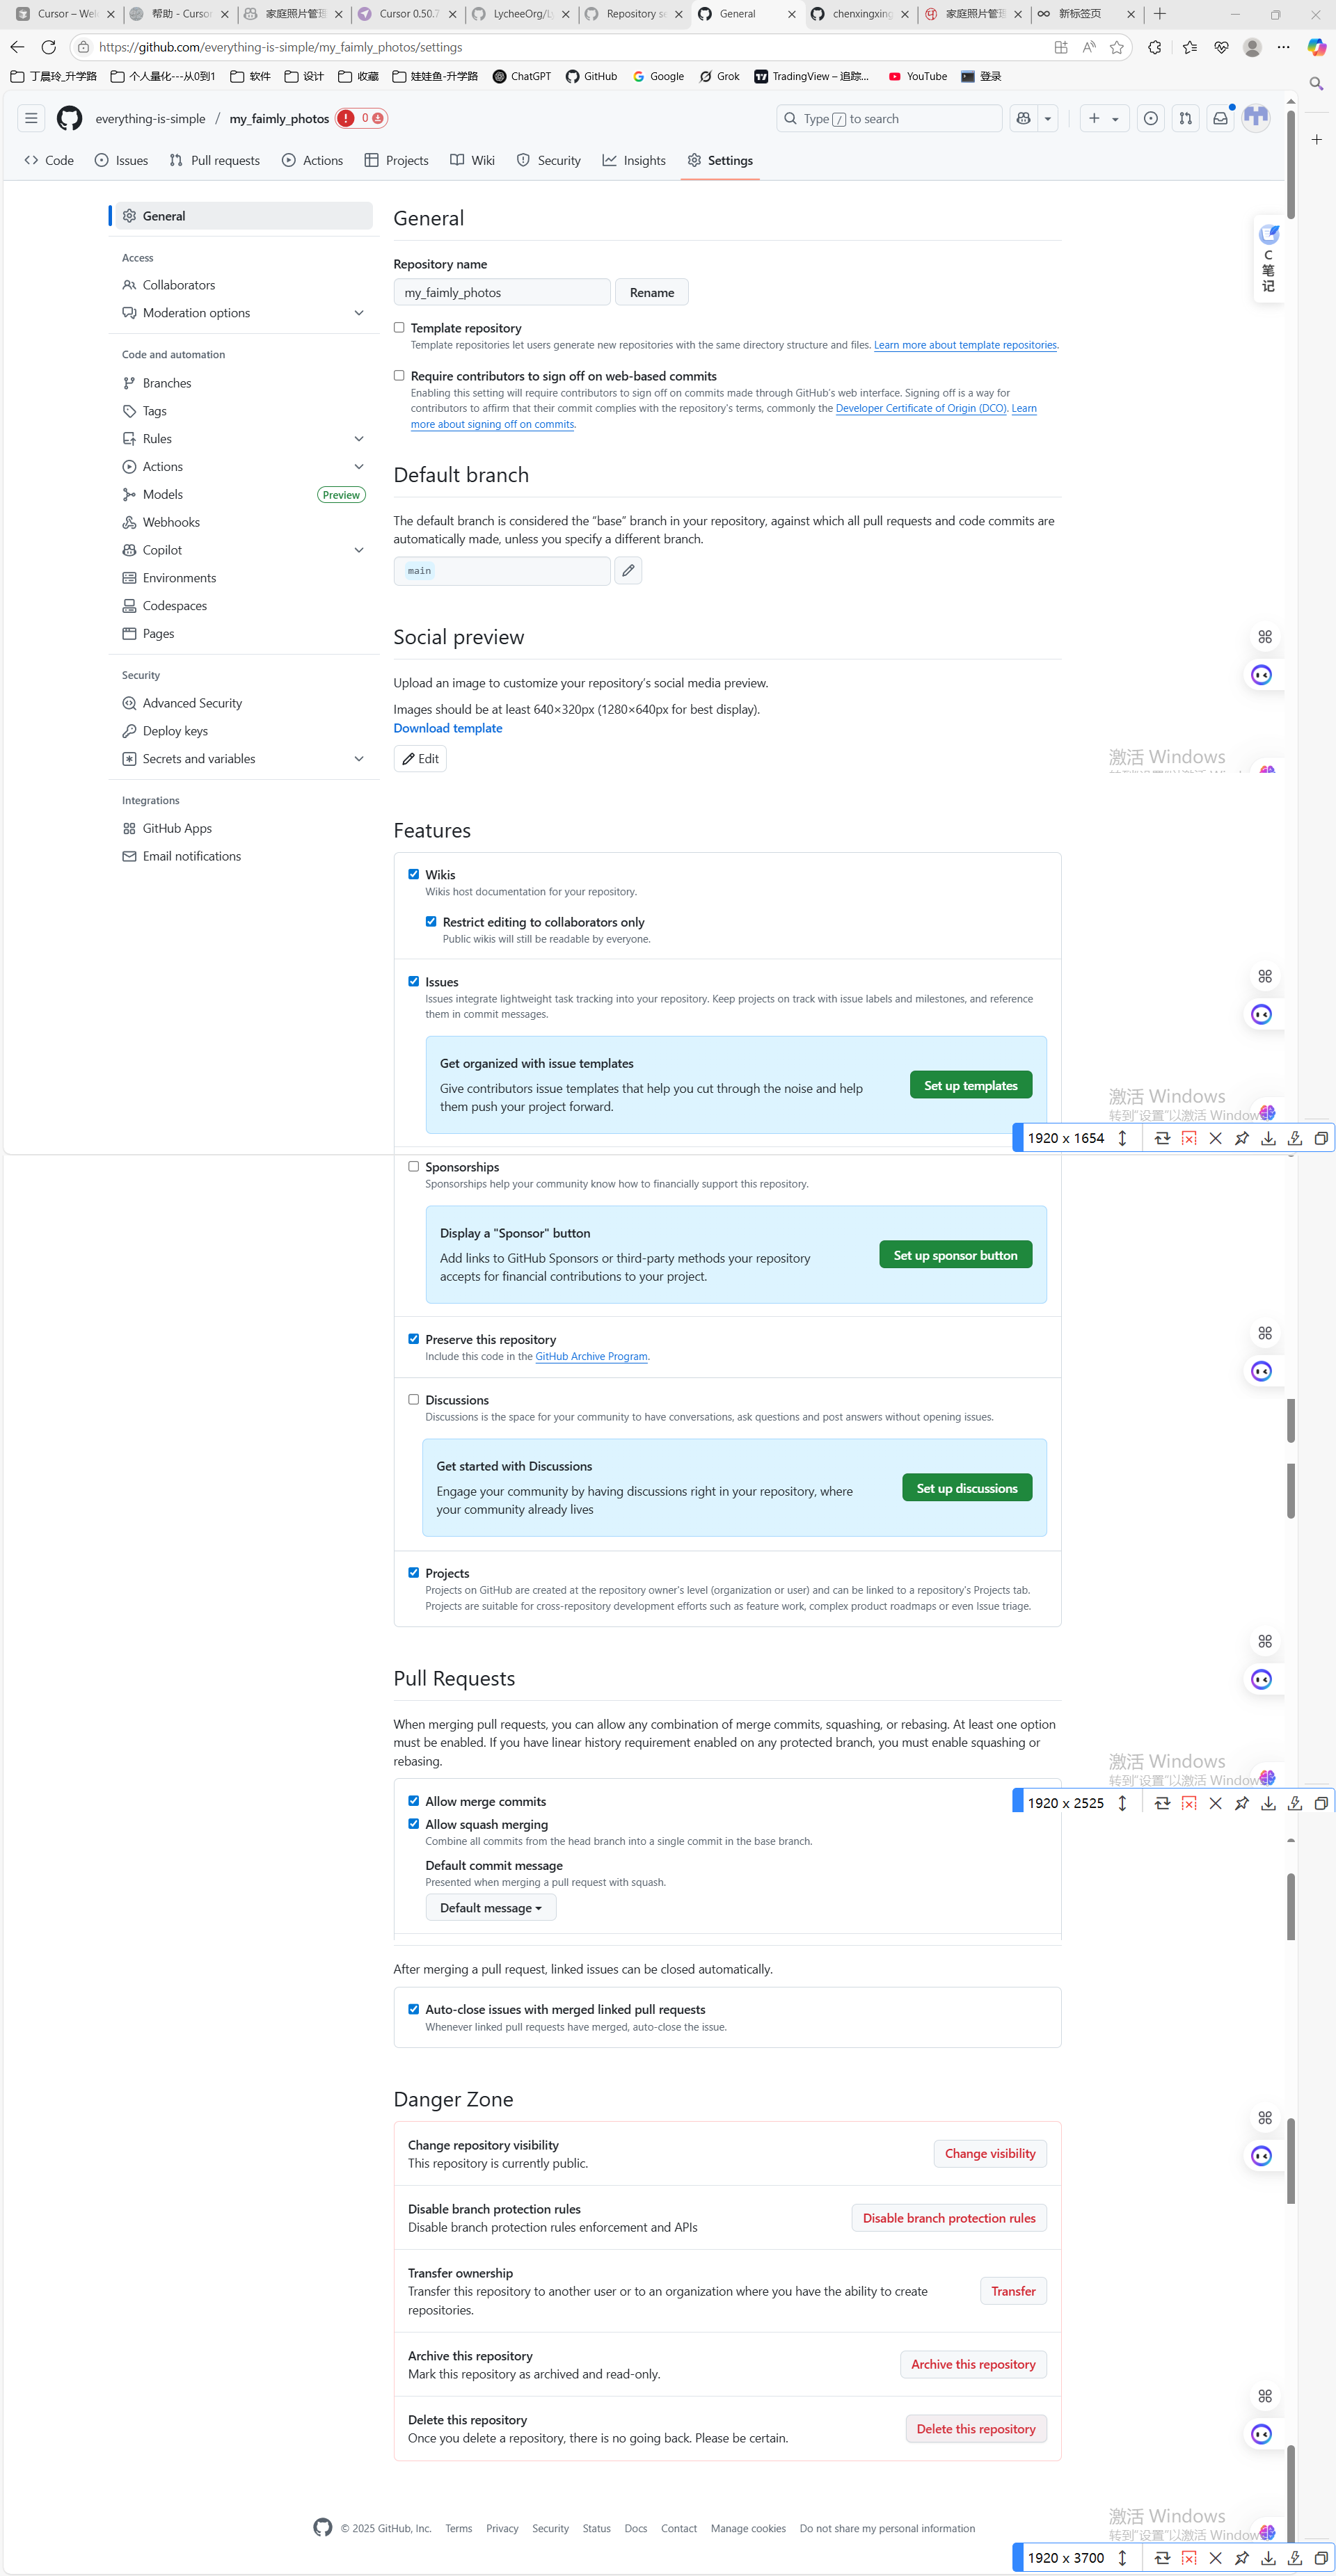 Cursor – Wel
帮助 - Cursor
家庭照片管理
Cursor 0.50.7
LycheeOrg/Ly
Repository se
General
chenxingxing
家庭照片管理
新标签页
https://github.com/everything-is-simple/my_faimly_photos/settings
丁晨玲_升学路
个人量化---从0到1
软件
设计
收藏
娃娃鱼-升学路
ChatGPT
GitHub
Google
Grok
TradingView – 追踪...
YouTube
登录
everything-is-simple / my_faimly_photos
0
Type / to search
Code
Issues
Pull requests
Actions
Projects
Wiki
Security
Insights
Settings
General
Access
Collaborators
Moderation options
Code and automation
Branches
Tags
Rules
Actions
Models
Preview
Webhooks
Copilot
Environments
Codespaces
Pages
Security
Advanced Security
Deploy keys
Secrets and variables
Integrations
GitHub Apps
Email notifications
General
Repository name
my_faimly_photos
Rename
Template repository
Template repositories let users generate new repositories with the same directory structure and files. Learn more about template repositories.
Require contributors to sign off on web-based commits
Enabling this setting will require contributors to sign off on commits made through GitHub's web interface. Signing off is a way for
contributors to affirm that their commit complies with the repository's terms, commonly the Developer Certificate of Origin (DCO). Learn
more about signing off on commits.
C
笔
记
Default branch
The default branch is considered the “base” branch in your repository, against which all pull requests and code commits are
automatically made, unless you specify a different branch.
main
Social preview
Upload an image to customize your repository's social media preview.
Images should be at least 640×320px (1280×640px for best display).
Download template
Edit
激活 Windows
转到"设置"以激活 Wind
Features
Wikis
Wikis host documentation for your repository.
Restrict editing to collaborators only
Public wikis will still be readable by everyone.
Issues
Issues integrate lightweight task tracking into your repository. Keep projects on track with issue labels and milestones, and reference
them in commit messages.
Get organized with issue templates
Give contributors issue templates that help you cut through the noise and help
them push your project forward.
Set up templates
激活 Windows
转到"设置"以激活 Window
1920 x 1654
Sponsorships
Sponsorships help your community know how to financially support this repository.
Display a "Sponsor" button
Add links to GitHub Sponsors or third-party methods your repository
accepts for financial contributions to your project.
Set up sponsor button
Preserve this repository
Include this code in the GitHub Archive Program.
Discussions
Discussions is the space for your community to have conversations, ask questions and post answers without opening issues.
Get started with Discussions
Engage your community by having discussions right in your repository, where
your community already lives
Set up discussions
Projects
Projects on GitHub are created at the repository owner's level (organization or user) and can be linked to a repository's Projects tab.
Projects are suitable for cross-repository development efforts such as feature work, complex product roadmaps or even Issue triage.
Pull Requests
When merging pull requests, you can allow any combination of merge commits, squashing, or rebasing. At least one option
must be enabled. If you have linear history requirement enabled on any protected branch, you must enable squashing or
rebasing.
激活 Windows
转到"设置"以激活 Window
1920 x 2525
Allow merge commits
Allow squash merging
Combine all commits from the head branch into a single commit in the base branch.
Default commit message
Presented when merging a pull request with squash.
Default message
After merging a pull request, linked issues can be closed automatically.
Auto-close issues with merged linked pull requests
Whenever linked pull requests have merged, auto-close the issue.
Danger Zone
Change repository visibility
This repository is currently public.
Change visibility
Disable branch protection rules
Disable branch protection rules enforcement and APIs
Disable branch protection rules
Transfer ownership
Transfer this repository to another user or to an organization where you have the ability to create
repositories.
Transfer
Archive this repository
Mark this repository as archived and read-only.
Archive this repository
Delete this repository
Once you delete a repository, there is no going back. Please be certain.
Delete this repository
© 2025 GitHub, Inc.
Terms
Privacy
Security
Status
Docs
Contact
Manage cookies
Do not share my personal information
激活 Windows
转到"设置"以激活 Window
1920 x 3700